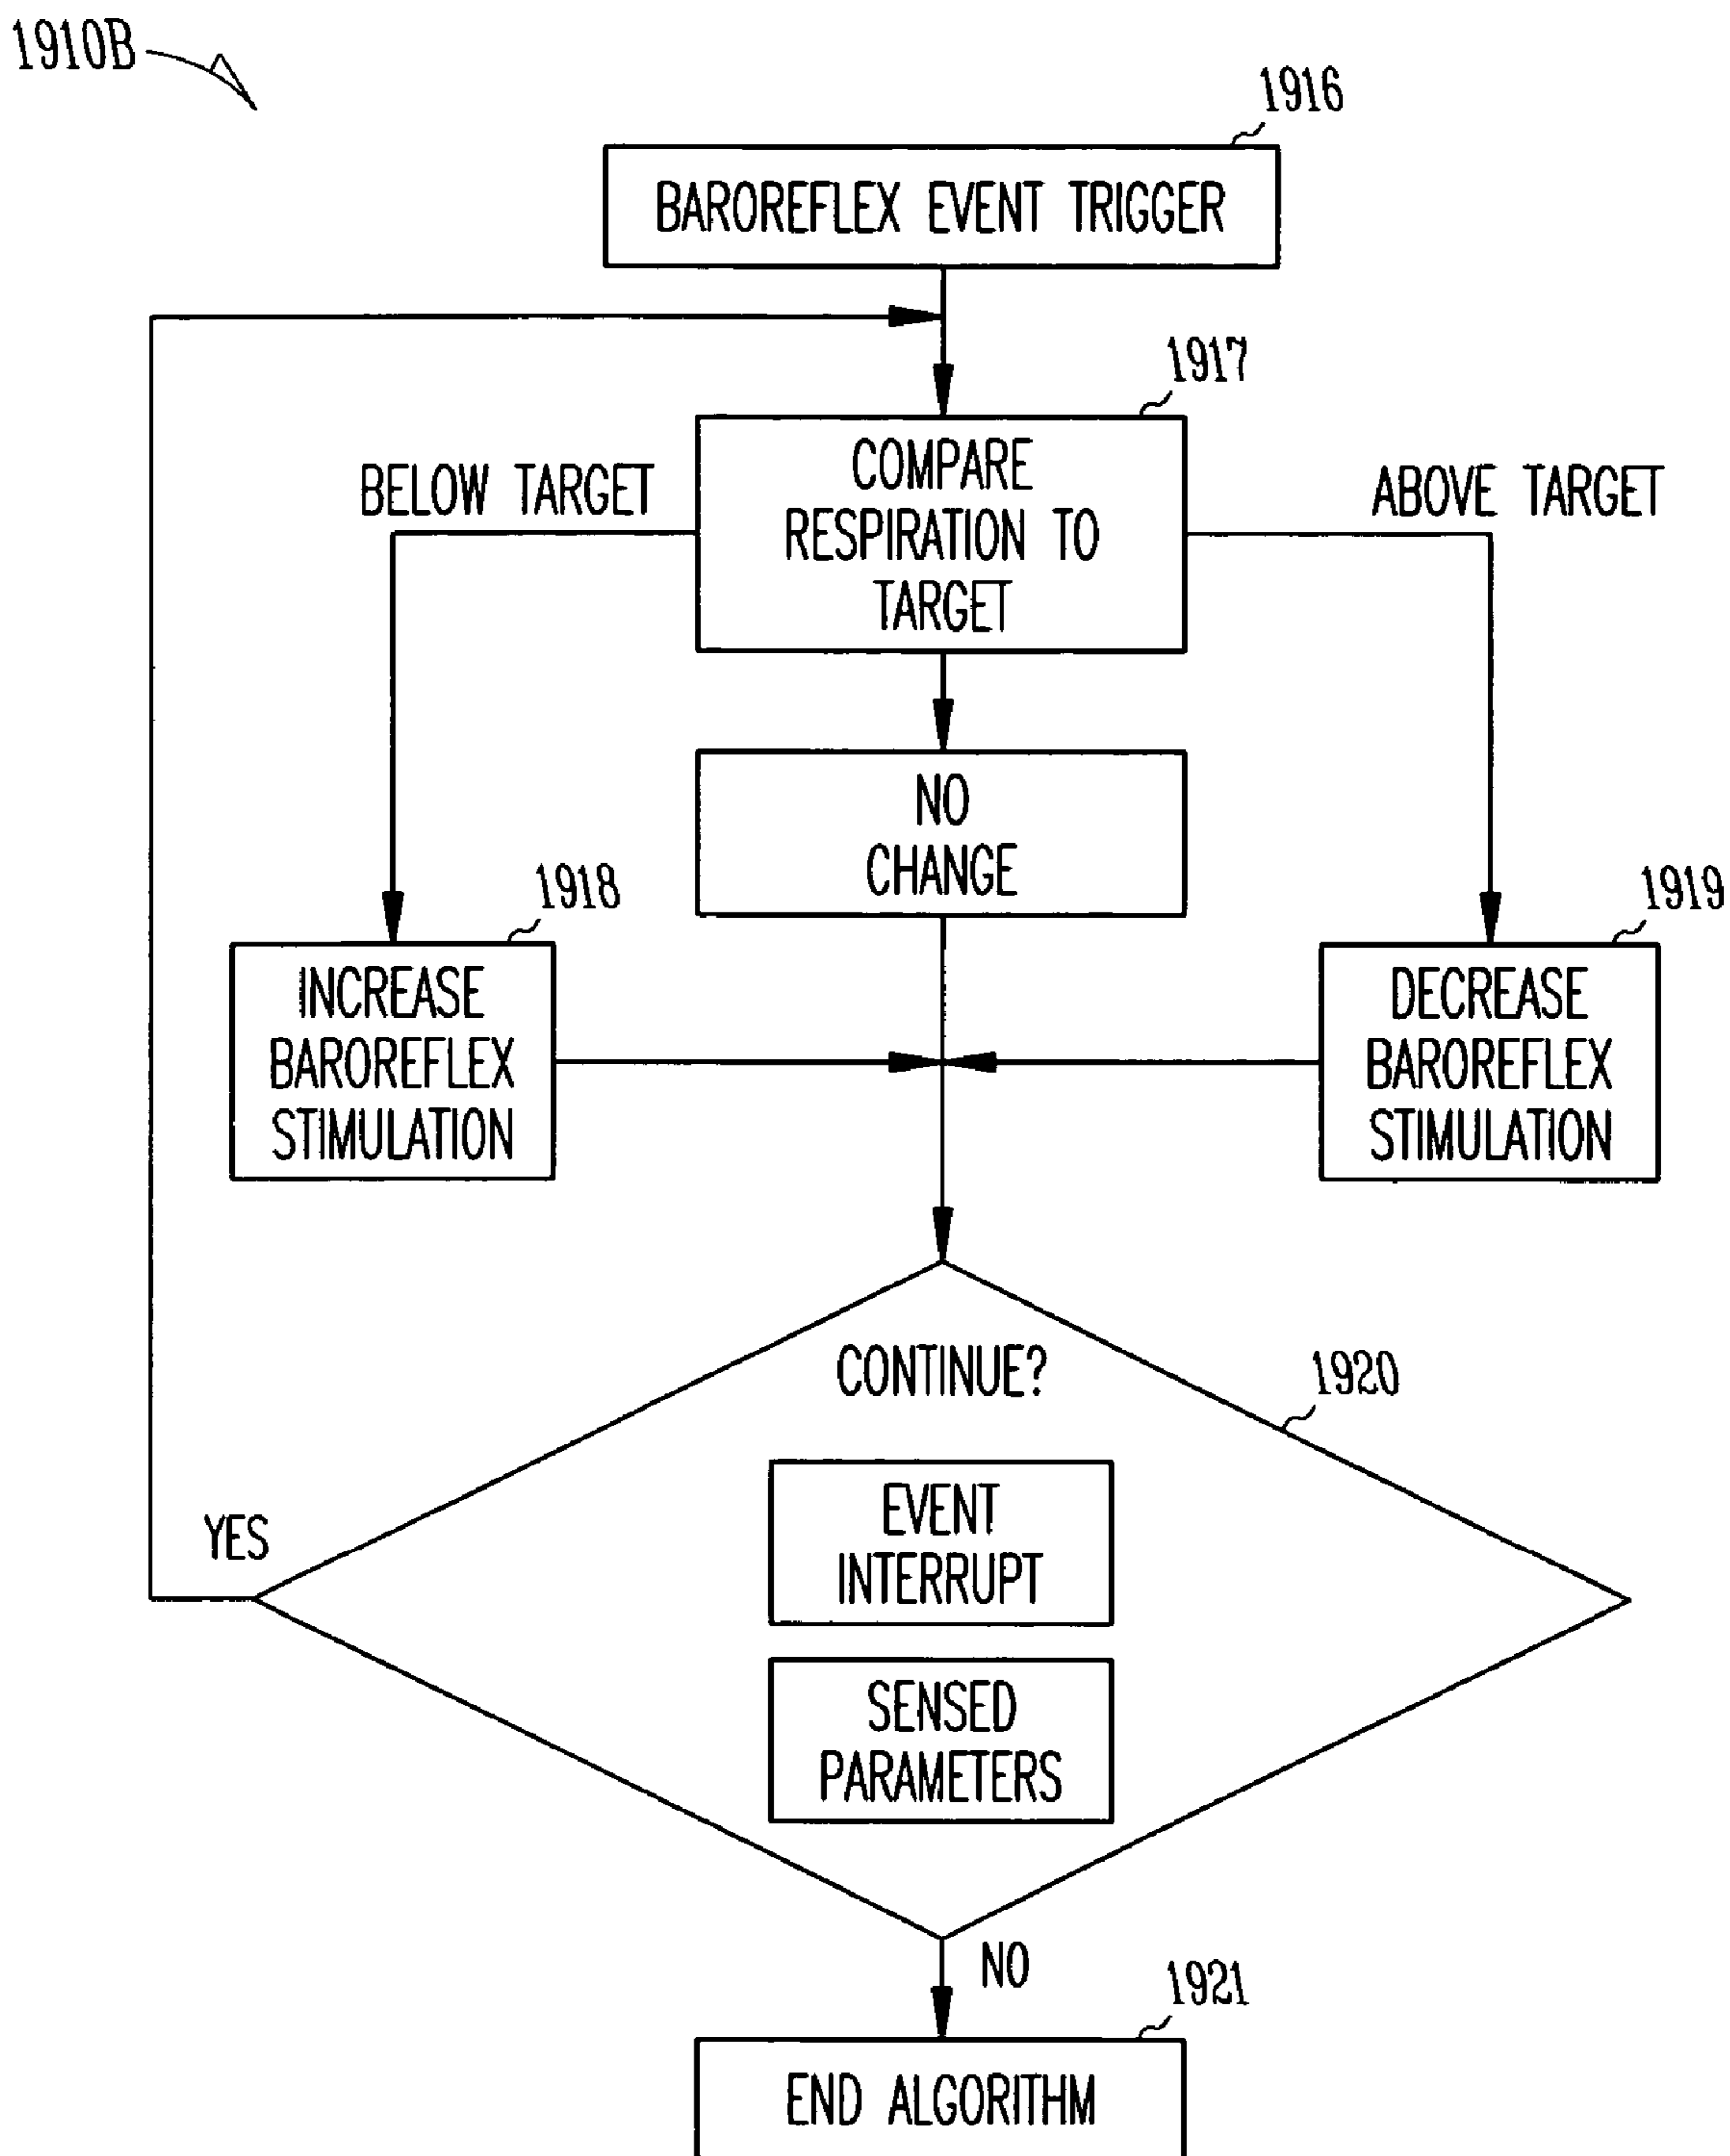 1910B
1916
BAROREFLEX EVENT TRIGGER
1917
COMPARE
RESPIRATION TO
TARGET
BELOW TARGET
ABOVE TARGET
NO
CHANGE
1918
INCREASE
BAROREFLEX
STIMULATION
1919
DECREASE
BAROREFLEX
STIMULATION
CONTINUE?
1920
EVENT
INTERRUPT
YES
SENSED
PARAMETERS
NO
1921
END ALGORITHM